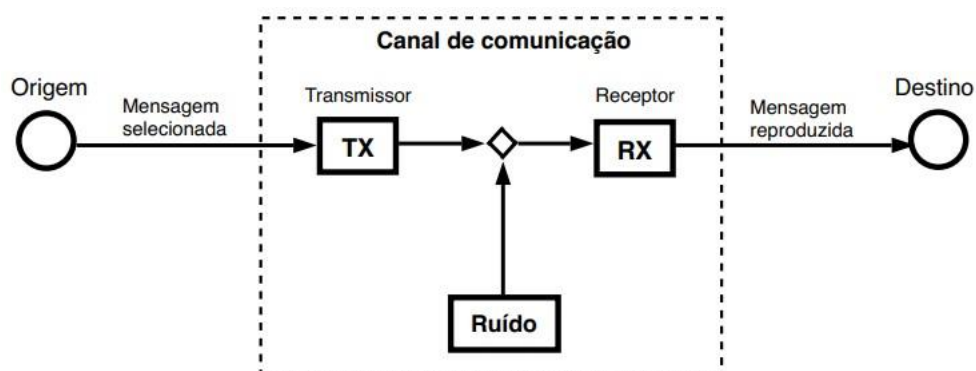 Canal de comunicação
Origem
Mensagem
selecionada
Transmissor
TX
Receptor
RX
Mensagem
reproduzida
Destino
Ruído